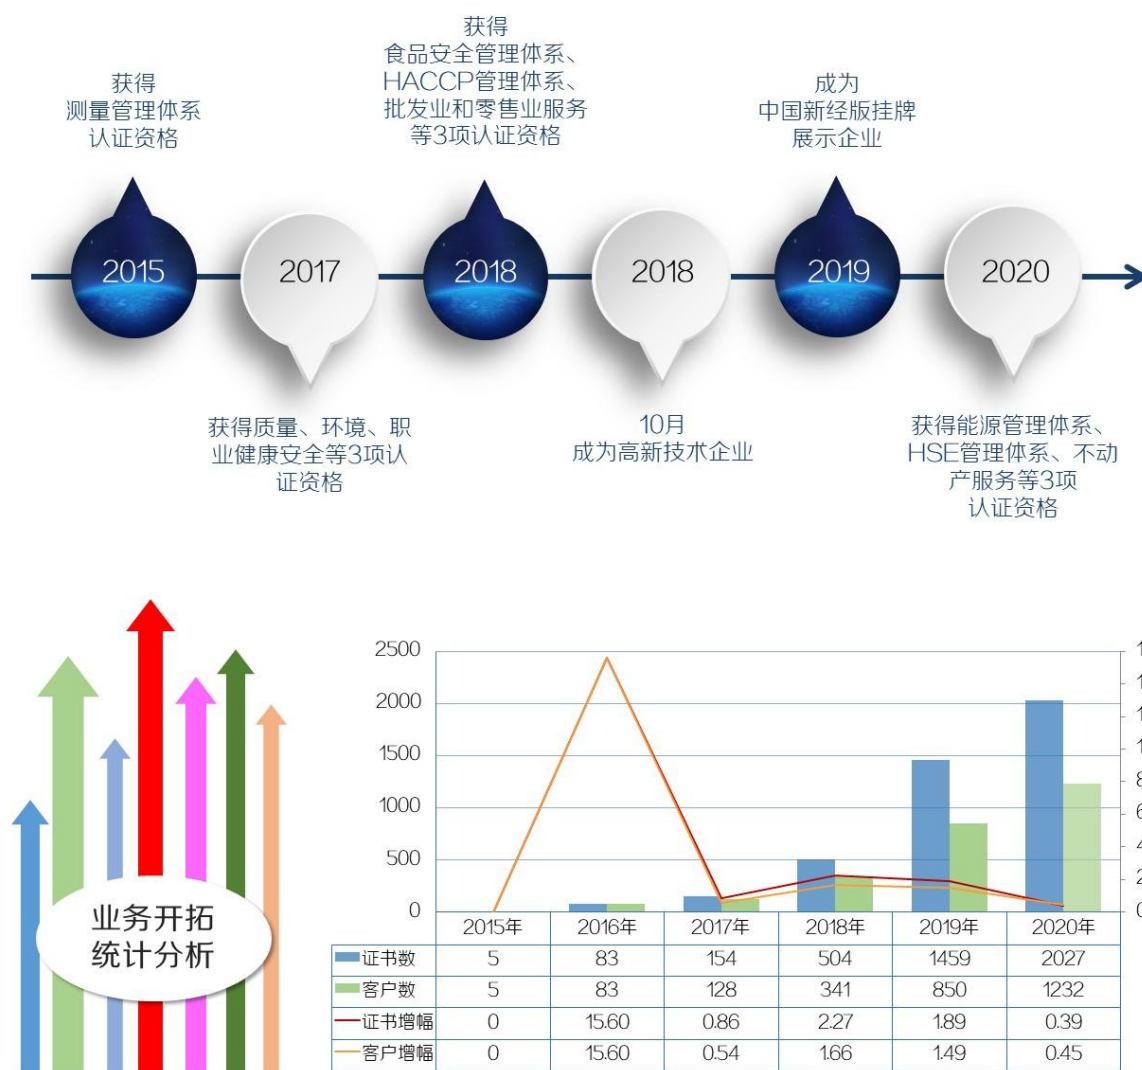 获得
测量管理体系
认证资格
获得
食品安全管理体系、
HACCP管理体系、
批发业和零售业服务
等3项认证资格
成为
中国新经版挂牌
展示企业
2015
2017
2018
2018
2019
2020
获得质量、环境、职
业健康安全等3项认
证资格
10月
成为高新技术企业
获得能源管理体系、
HSE管理体系、不动
产服务等3项
认证资格
业务开拓
统计分析
2500
2000
1500
1000
500
0
8
6
4
2
0
2015年 2016年 2017年 2018年 2019年 2020年
证书数 5 83 154 504 1459 2027
客户数 5 83 128 341 850 1232
证书增幅 0 15.60 0.86 2.27 1.89 0.39
客户增幅 0 15.60 0.54 1.66 1.49 0.45